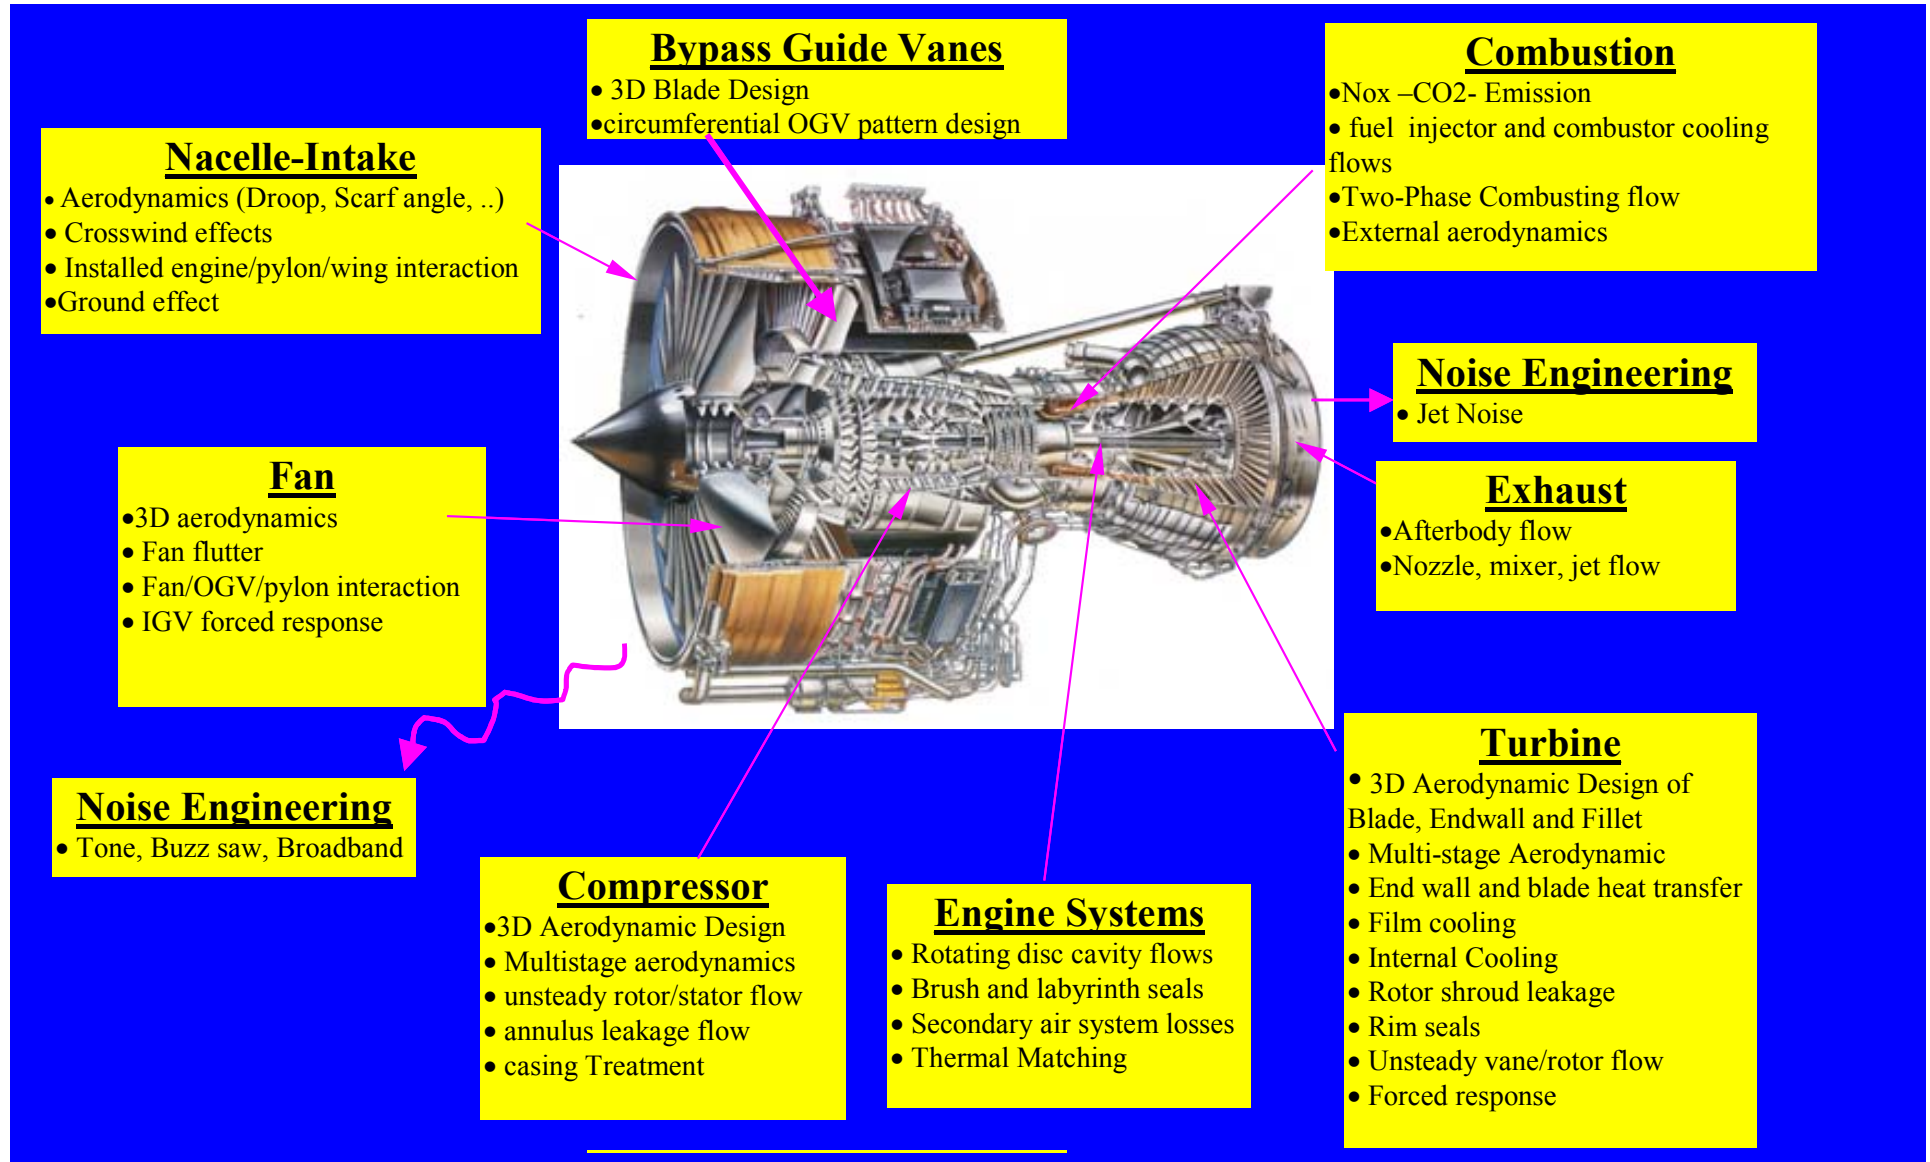 Bypass Guide Vanes
• 3D Blade Design
•circumferential OGV pattern design
Combustion
•Nox –CO2- Emission
• fuel injector and combustor cooling
flows
•Two-Phase Combusting flow
•External aerodynamics
Nacelle-Intake
• Aerodynamics (Droop, Scarf angle, ..)
• Crosswind effects
• Installed engine/pylon/wing interaction
•Ground effect
Noise Engineering
• Jet Noise
Fan
•3D aerodynamics
• Fan flutter
• Fan/OGV/pylon interaction
• IGV forced response
Exhaust
•Afterbody flow
•Nozzle, mixer, jet flow
Noise Engineering
• Tone, Buzz saw, Broadband
Compressor
•3D Aerodynamic Design
• Multistage aerodynamics
• unsteady rotor/stator flow
• annulus leakage flow
• casing Treatment
Engine Systems
• Rotating disc cavity flows
• Brush and labyrinth seals
• Secondary air system losses
• Thermal Matching
Turbine
• 3D Aerodynamic Design of
Blade, Endwall and Fillet
• Multi-stage Aerodynamic
• End wall and blade heat transfer
• Film cooling
• Internal Cooling
• Rotor shroud leakage
• Rim seals
• Unsteady vane/rotor flow
• Forced response